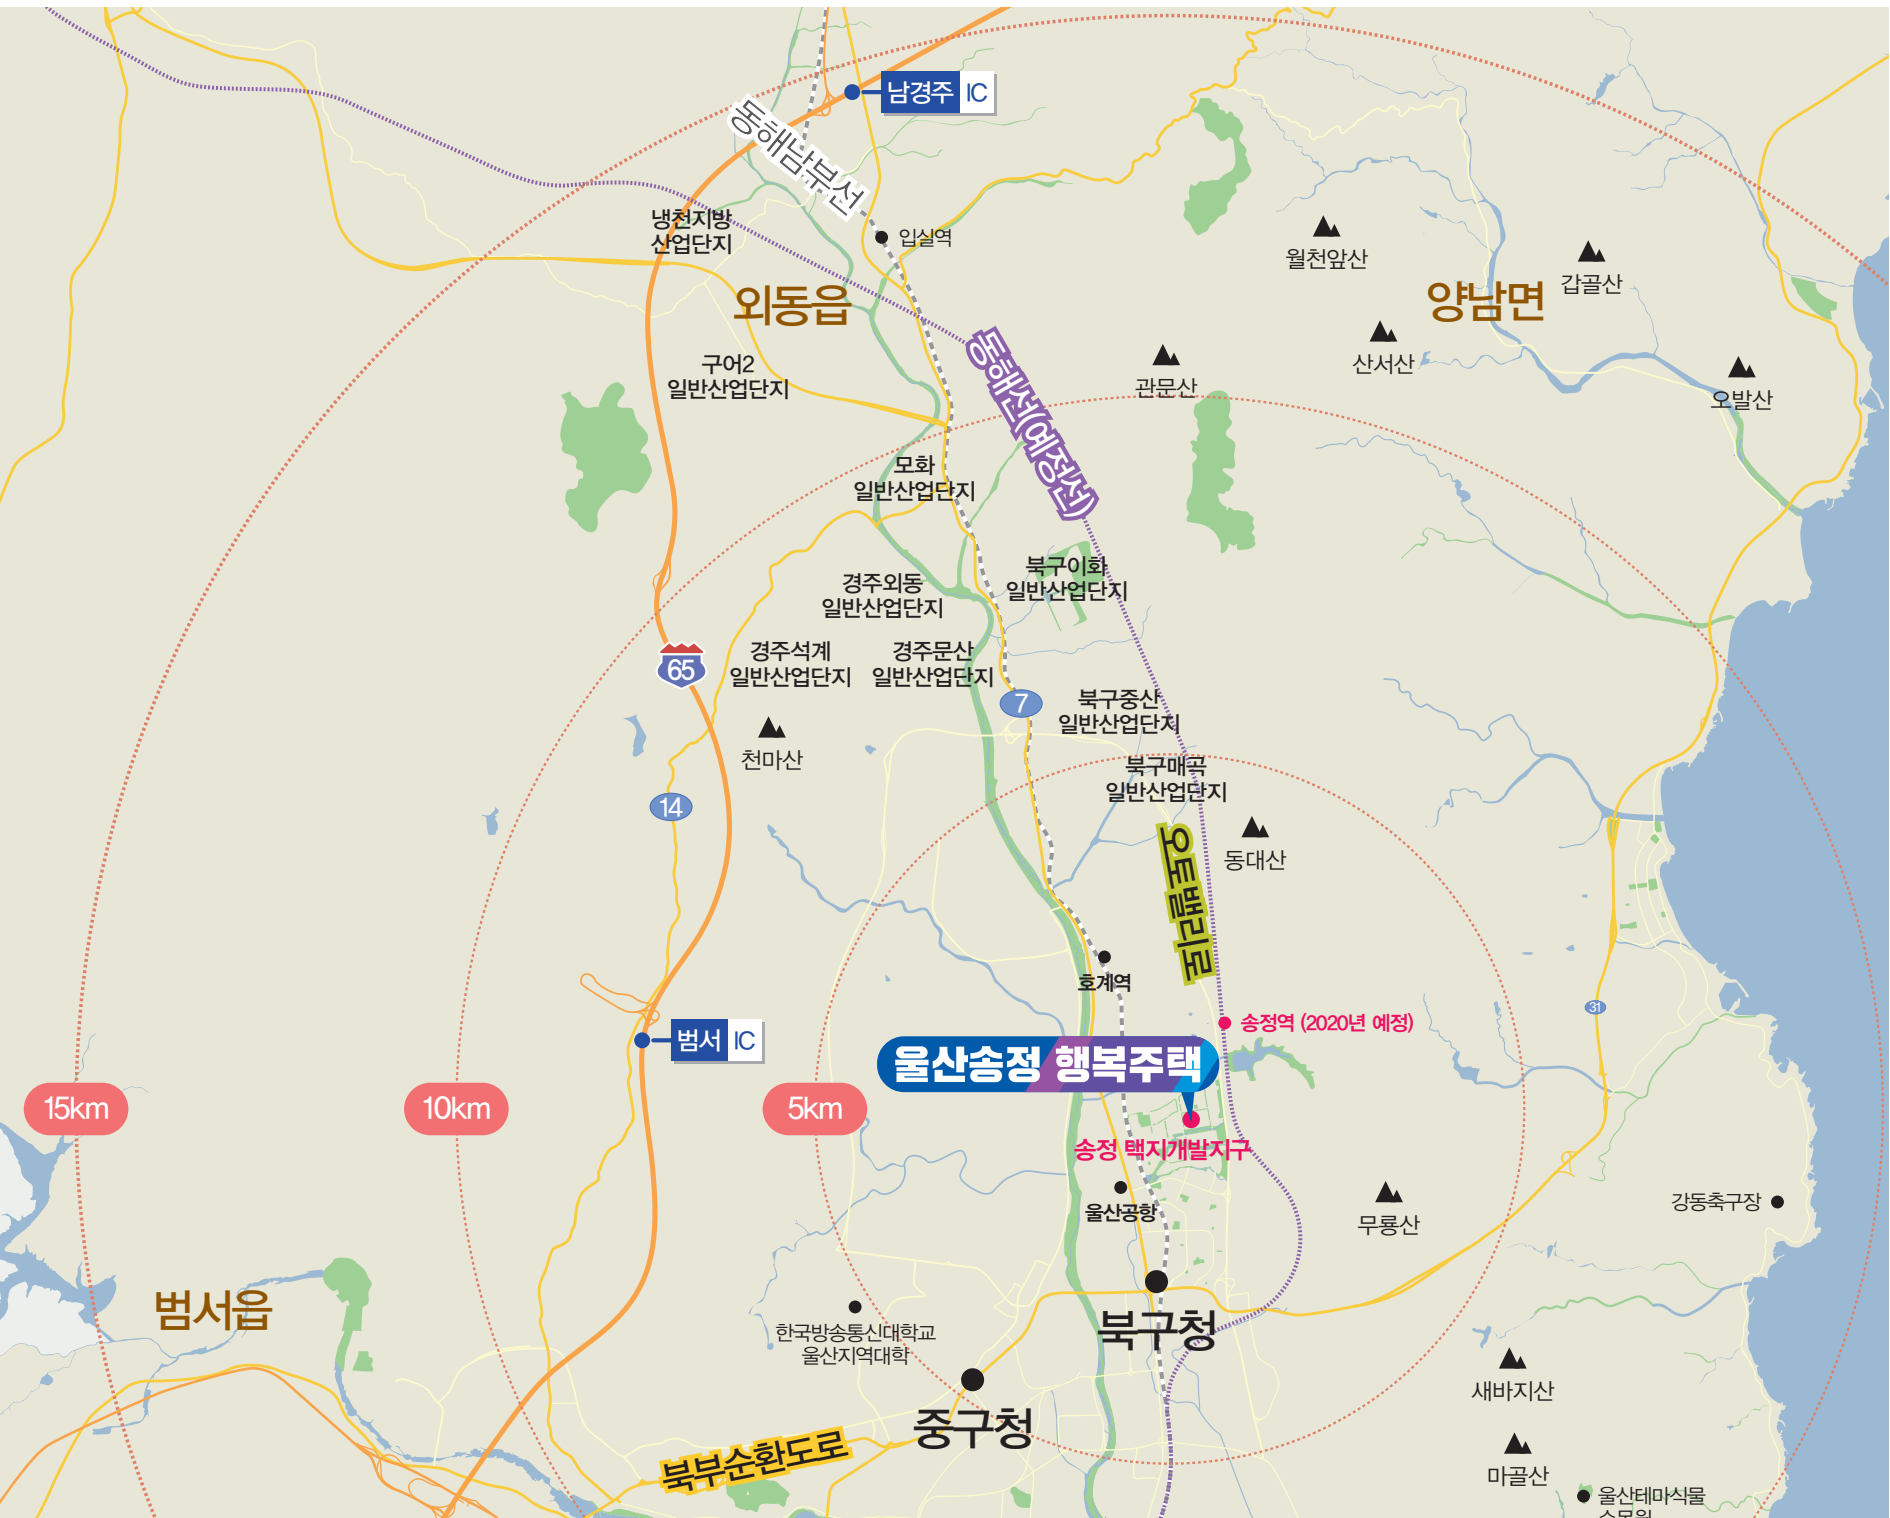 남경주 IC
동해남부선
냉천지방
산업단지
입실역
월천앞산
갑골산
외동읍
양남면
산서산
관문산
동해선(예정선)
구어2
일반산업단지
오발산
모화
일반산업단지
북구이화
일반산업단지
경주외동
일반산업단지
경주석계
일반산업단지
경주문산
일반산업단지
65
7
북구중산
일반산업단지
천마산
북구매곡
일반산업단지
14
오토밸리로
동대산
호계역
31
송정역 (2020년 예정)
범서 IC
울산송정 행복주택
15km
10km
5km
송정 택지개발지구
울산공항
무룡산
강동축구장
범서읍
한국방송통신대학교
울산지역대학
북구청
중구청
새바지산
북부순환도로
마골산
울산테마식물
수목원